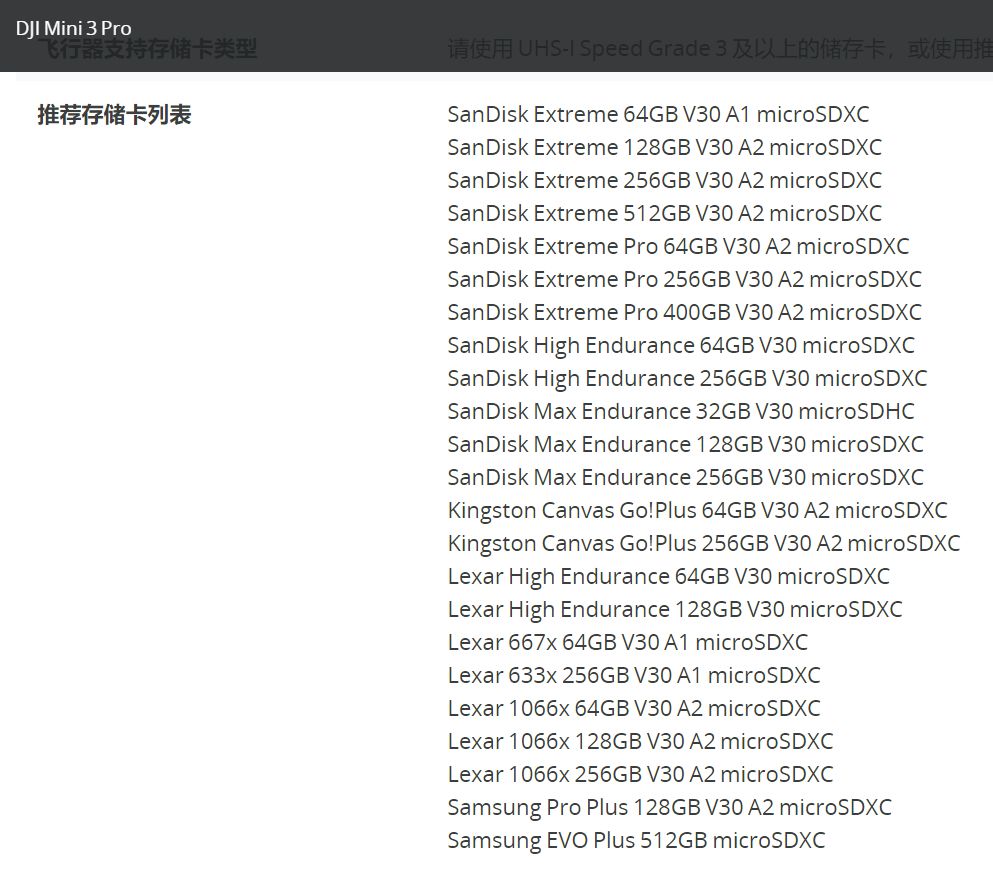 DJI Mini 3 Pro
飞行器支持存储卡类型
请使用 UHS-I Speed Grade 3 及以上的储存卡，或使用推
推荐存储卡列表
SanDisk Extreme 64GB V30 A1 microSDXC
SanDisk Extreme 128GB V30 A2 microSDXC
SanDisk Extreme 256GB V30 A2 microSDXC
SanDisk Extreme 512GB V30 A2 microSDXC
SanDisk Extreme Pro 64GB V30 A2 microSDXC
SanDisk Extreme Pro 256GB V30 A2 microSDXC
SanDisk Extreme Pro 400GB V30 A2 microSDXC
SanDisk High Endurance 64GB V30 microSDXC
SanDisk High Endurance 256GB V30 microSDXC
SanDisk Max Endurance 32GB V30 microSDHC
SanDisk Max Endurance 128GB V30 microSDXC
SanDisk Max Endurance 256GB V30 microSDXC
Kingston Canvas Go!Plus 64GB V30 A2 microSDXC
Kingston Canvas Go!Plus 256GB V30 A2 microSDXC
Lexar High Endurance 64GB V30 microSDXC
Lexar High Endurance 128GB V30 microSDXC
Lexar 667x 64GB V30 A1 microSDXC
Lexar 633x 256GB V30 A1 microSDXC
Lexar 1066x 64GB V30 A2 microSDXC
Lexar 1066x 128GB V30 A2 microSDXC
Lexar 1066x 256GB V30 A2 microSDXC
Samsung Pro Plus 128GB V30 A2 microSDXC
Samsung EVO Plus 512GB microSDXC